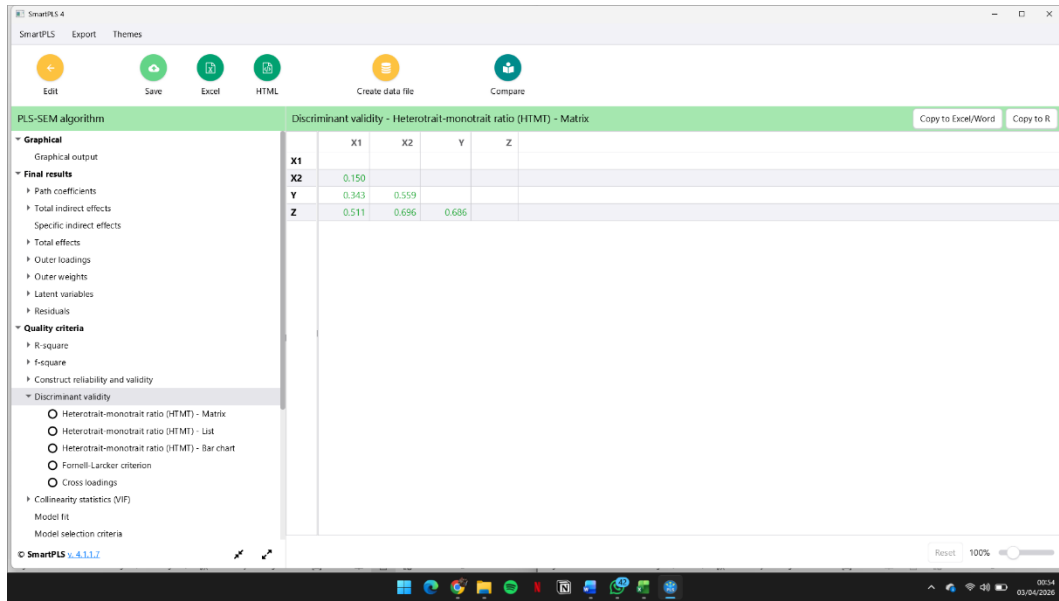 SmartPLS 4
SmartPLS Export Themes
Edit Save Excel HTML Create data file Compare
PLS-SEM algorithm
Discriminant validity - Heterotrait-monotrait ratio (HTMT) - Matrix
Copy to Excel/Word Copy to R
Graphical
Graphical output
Final results
Path coefficients
Total indirect effects
Specific indirect effects
Total effects
Outer loadings
Outer weights
Latent variables
Residuals
Quality criteria
R-square
f-square
Construct reliability and validity
Discriminant validity
Heterotrait-monotrait ratio (HTMT) - Matrix
Heterotrait-monotrait ratio (HTMT) - List
Heterotrait-monotrait ratio (HTMT) - Bar chart
Fornell-Larcker criterion
Cross loadings
Collinearity statistics (VIF)
Model fit
Model selection criteria
© SmartPLS v. 4.1.1.7
X1 X2 Y Z
X1
X2 0.150
Y 0.343 0.559
Z 0.511 0.696 0.686
Reset 100%
42
00:54
03/04/2026